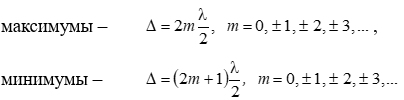 максимумы – Δ = 2m λ/2, m = 0, ±1, ± 2, ± 3, ... ,
минимумы – Δ = (2m + 1) λ/2, m = 0, ±1, ± 2, ± 3, ...